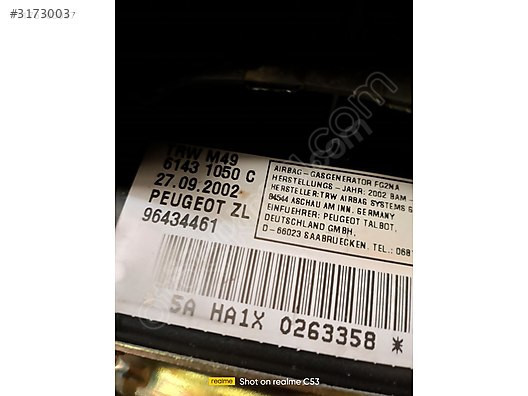 #3173003
TRW M49
6143 1050 C
27.09.2002
PEUGEOT ZL
96434461
AIRBAG-GASGENERATOR FG2NA
HERSTELLUNGS-JAHR: 2002 BAM -
HERSTELLER: TRW AIRBAG SYSTEMS G
84544 ASCHAU AM INN, GERMANY
EINFUEHRER: PEUGEOT TALBOT,
DEUTSCHLAND GMBH,
D-66023 SAABRUECKEN, TEL.: 068
5A HA1X 0263358 *
realme Shot on realme C53